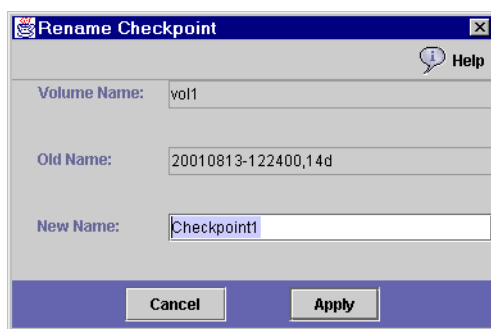 Rename Checkpoint
Help
Volume Name: vol1
Old Name: 20010813-122400,14d
New Name: Checkpoint1
Cancel Apply